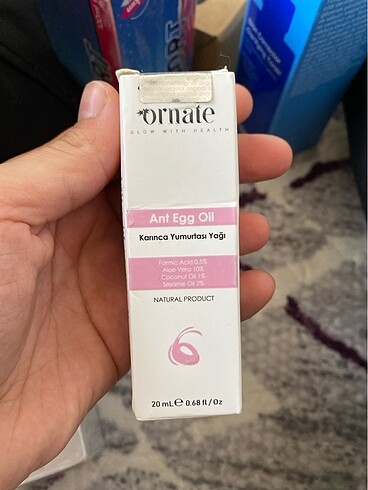 ornate
GLOW WITH HEALTH
Ant Egg Oil
Karınca Yumurtası Yağı
Formic Acid 0,5%
Aloe Vera 10%
Coconut Oil 1%
Sesame Oil 2%
NATURAL PRODUCT
20 mL ℮ 0.68 fl / Oz